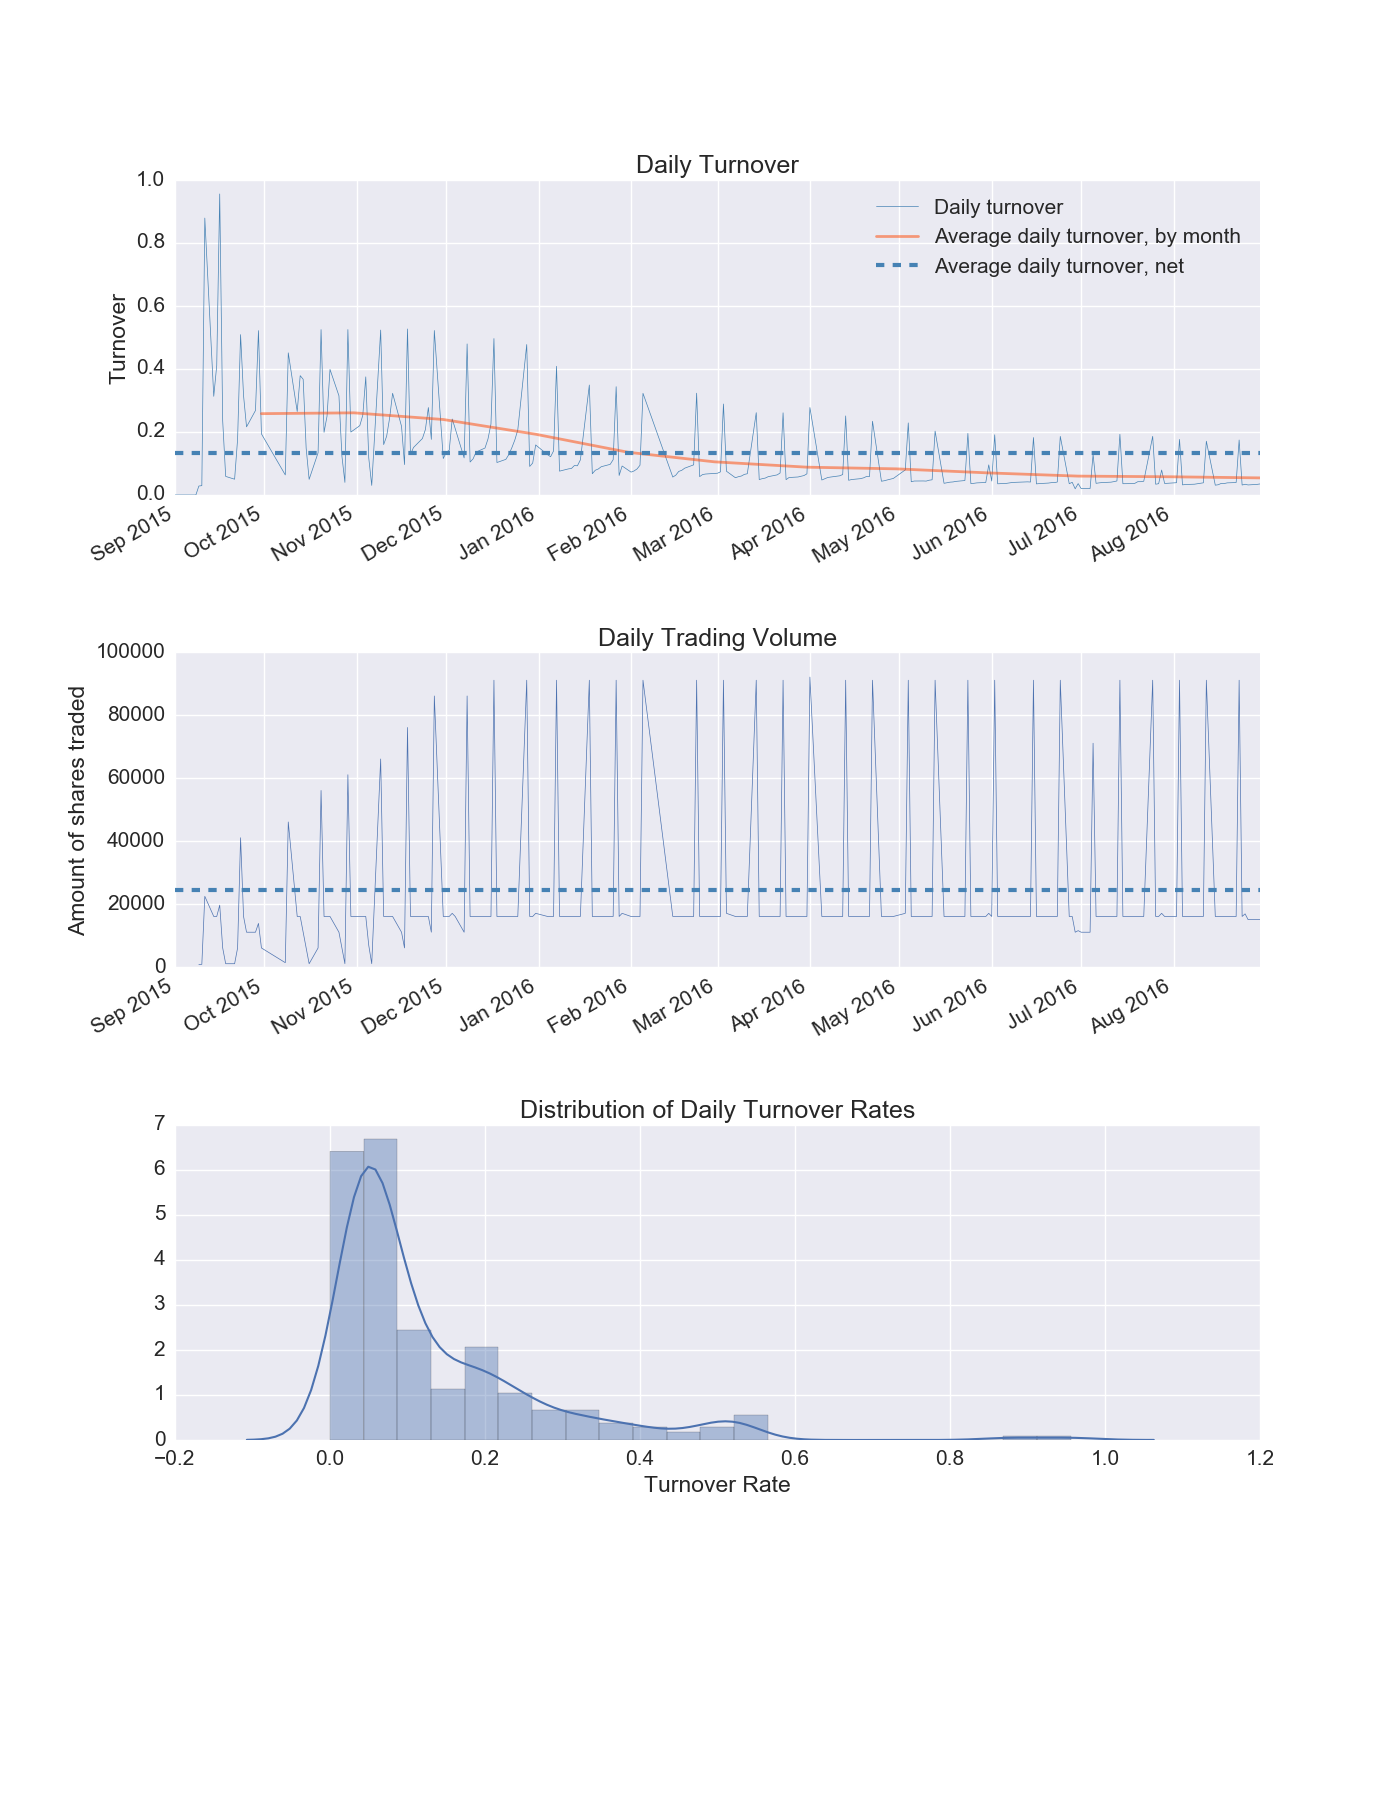 Daily Turnover
1.0
0.8
0.6
0.4
0.2
0.0
Turnover
Daily turnover
Average daily turnover, by month
Average daily turnover, net
Sep 2015 Oct 2015 Nov 2015 Dec 2015 Jan 2016 Feb 2016 Mar 2016 Apr 2016 May 2016 Jun 2016 Jul 2016 Aug 2016
Daily Trading Volume
100000
80000
60000
40000
20000
0
Amount of shares traded
Sep 2015 Oct 2015 Nov 2015 Dec 2015 Jan 2016 Feb 2016 Mar 2016 Apr 2016 May 2016 Jun 2016 Jul 2016 Aug 2016
Distribution of Daily Turnover Rates
7
6
5
4
3
2
1
0
−0.2 0.0 0.2 0.4 0.6 0.8 1.0 1.2
Turnover Rate